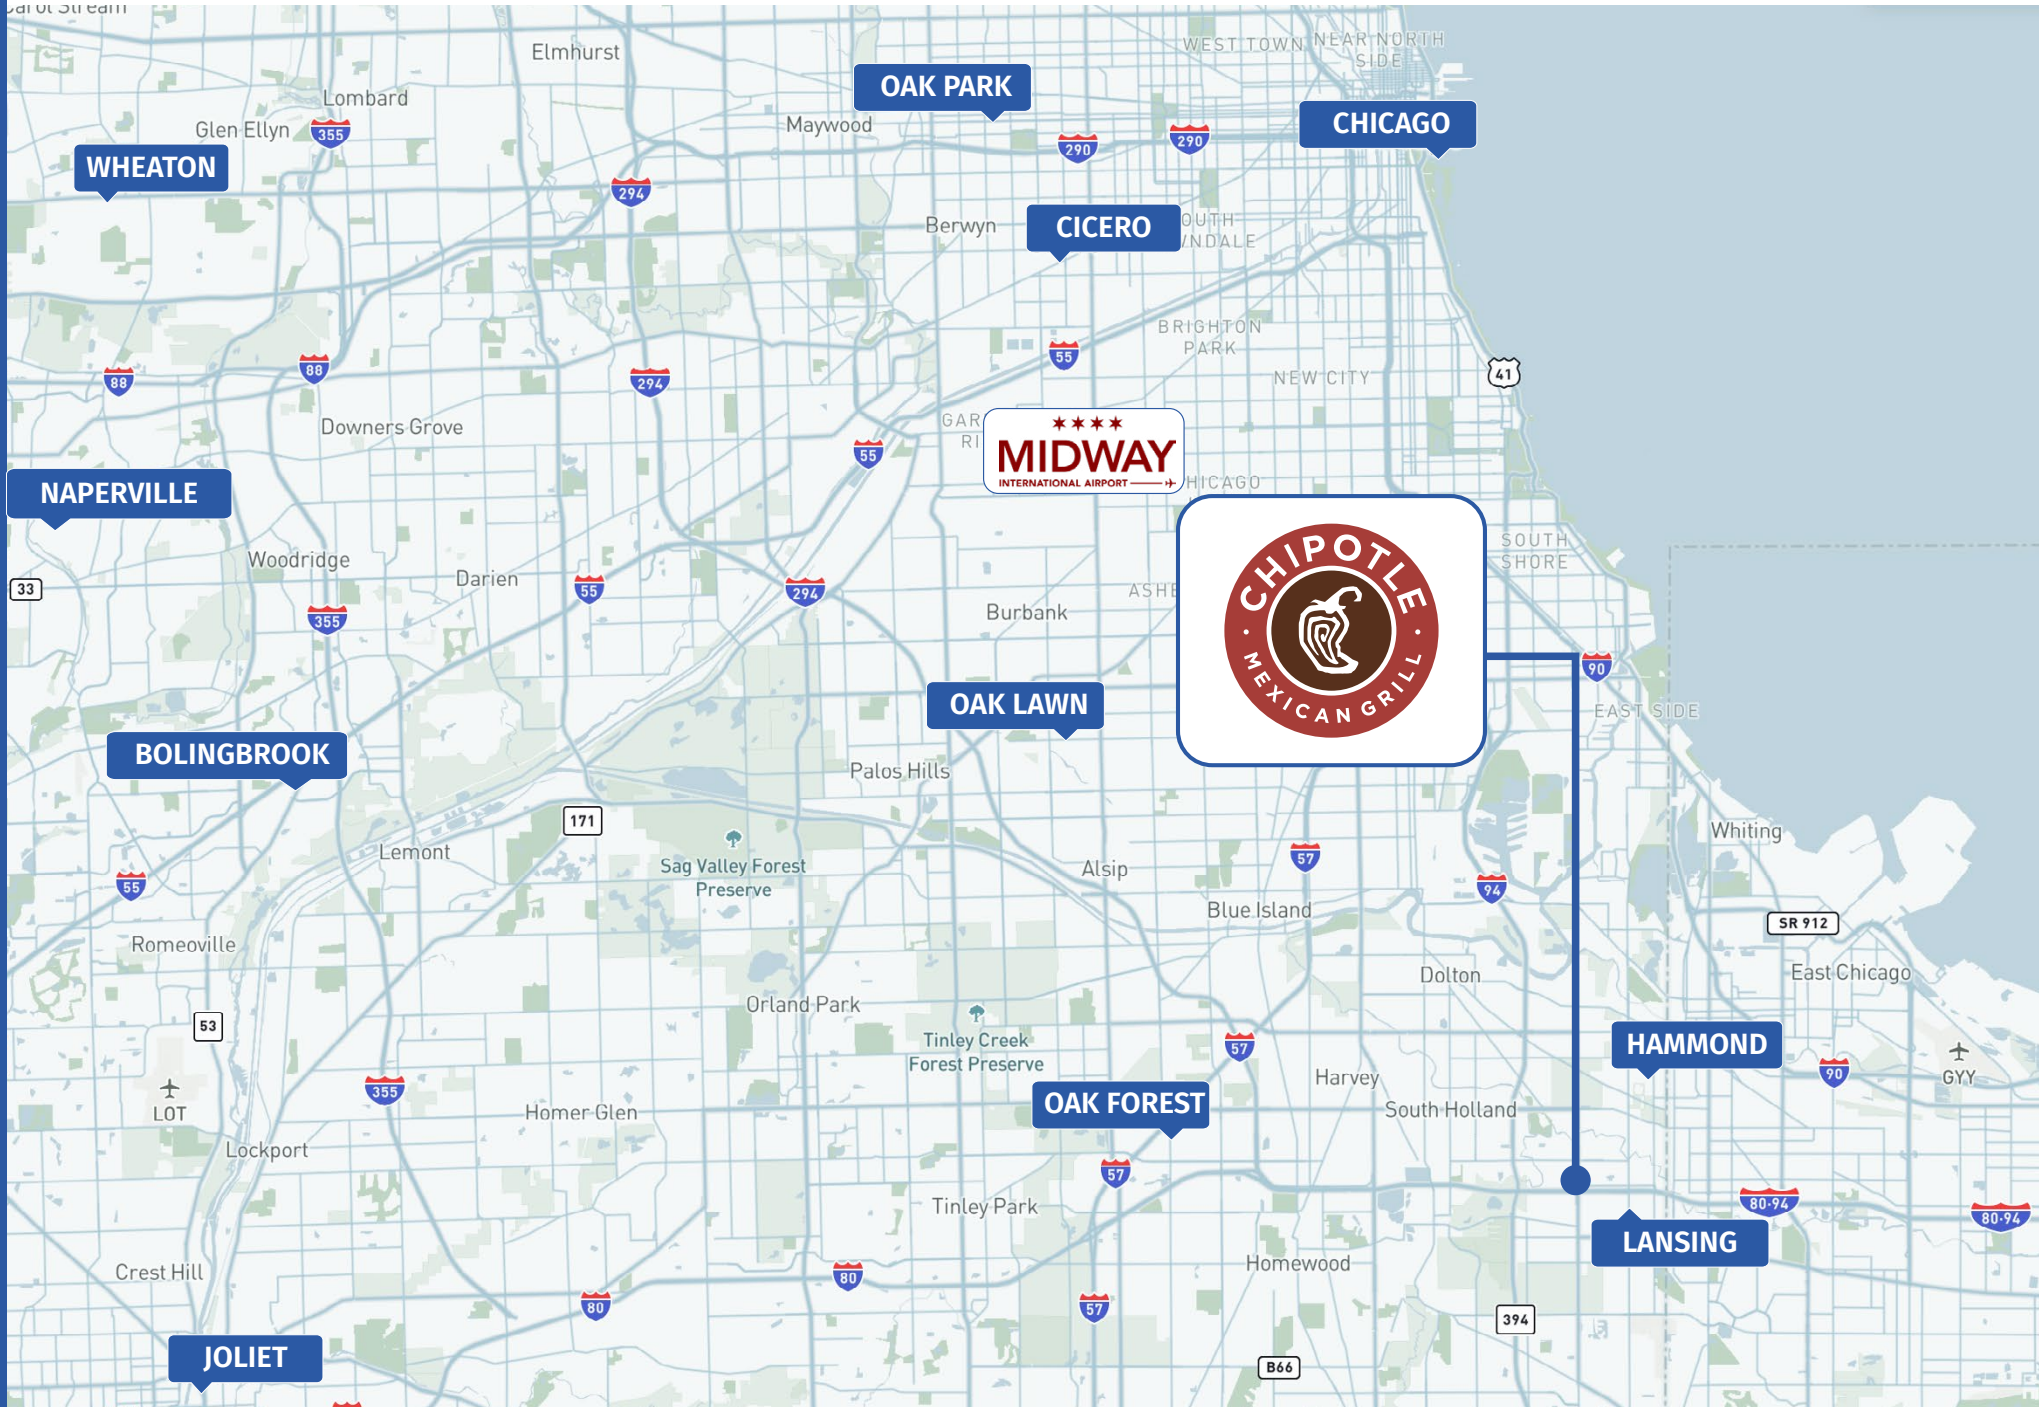 Carol Stream
Elmhurst
WEST TOWN
NEAR NORTH
SIDE
OAK PARK
Lombard
CHICAGO
Glen Ellyn
355
Maywood
290
290
WHEATON
294
Berwyn
CICERO
OUTH
NDALE
BRIGHTON
PARK
55
88
88
294
NEW CITY
41
Downers Grove
GAR
RI
55
MIDWAY
INTERNATIONAL AIRPORT
HICAGO
NAPERVILLE
SOUTH
SHORE
Woodridge
Darien
33
55
294
355
Burbank
ASHB
CHIPOTLE
MEXICAN GRILL
90
OAK LAWN
EAST SIDE
BOLINGBROOK
Palos Hills
171
Whiting
Lemont
Sag Valley Forest
Preserve
Alsip
57
55
94
Blue Island
SR 912
Romeoville
Dolton
East Chicago
Orland Park
53
Tinley Creek
Forest Preserve
57
HAMMOND
90
GYY
Harvey
355
LOT
Homer Glen
OAK FOREST
South Holland
Lockport
57
Tinley Park
80-94
80-94
LANSING
Crest Hill
Homewood
80
80
57
394
JOLIET
B66